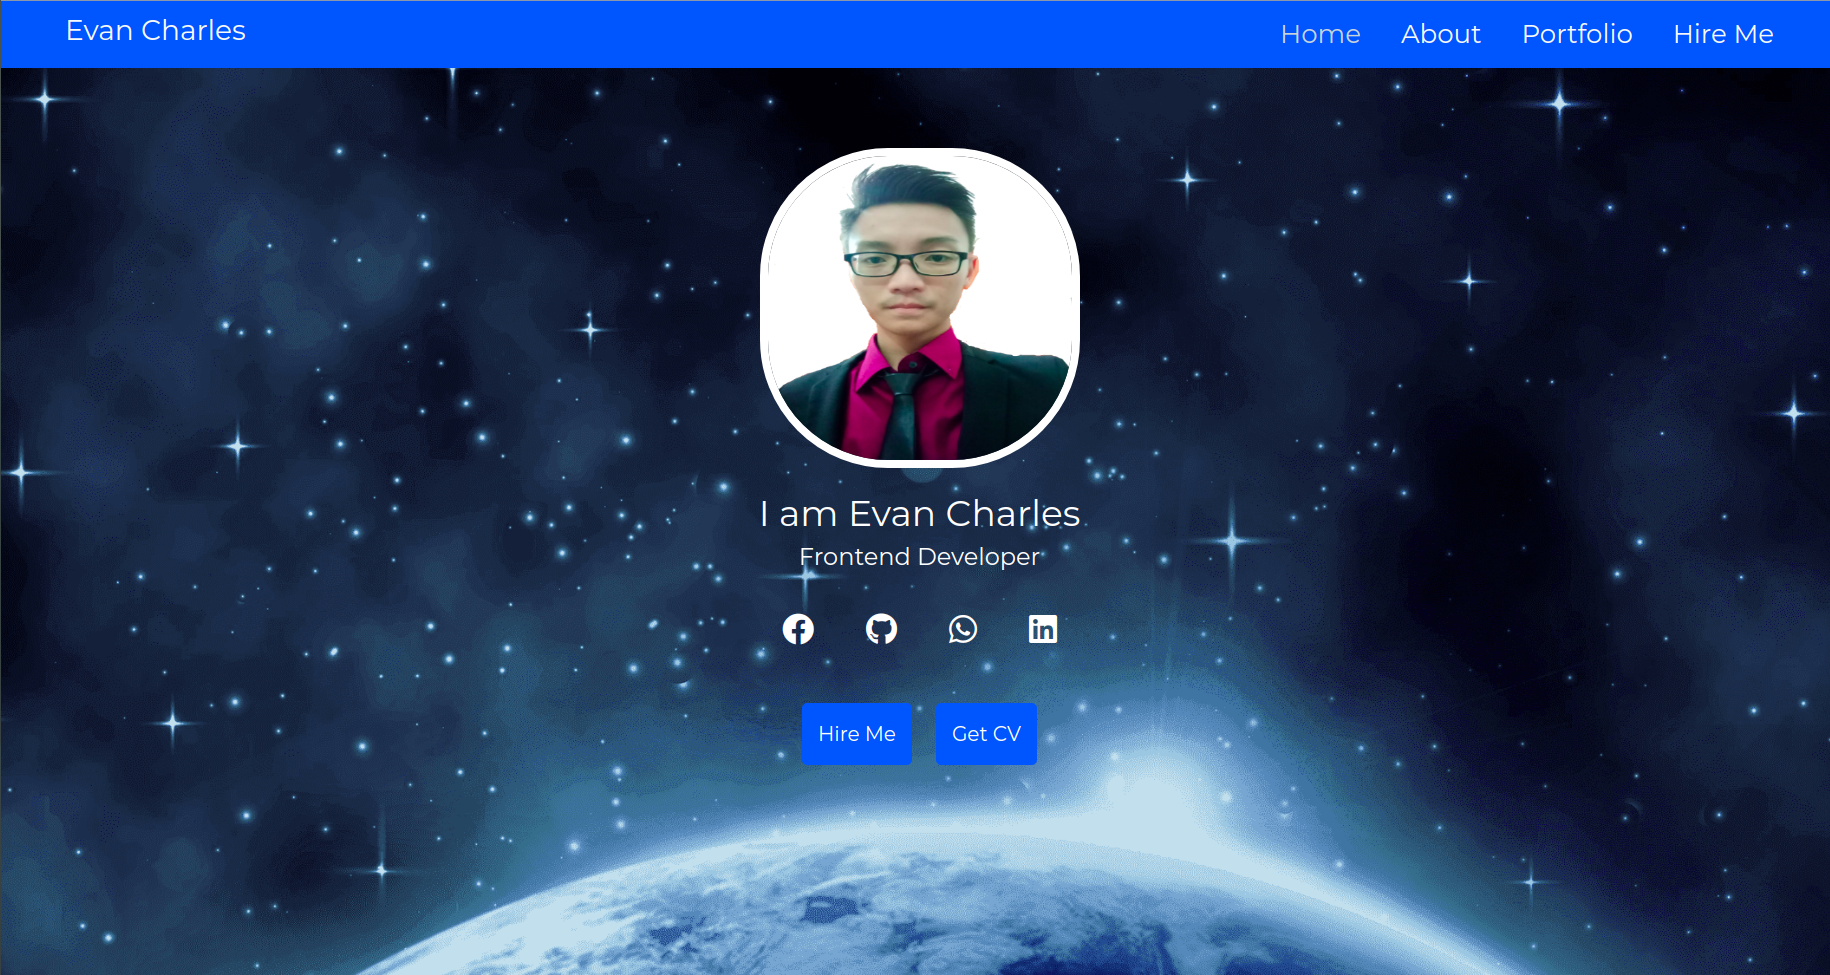 Evan Charles
Home About Portfolio Hire Me
I am Evan Charles
Frontend Developer
Hire Me Get CV